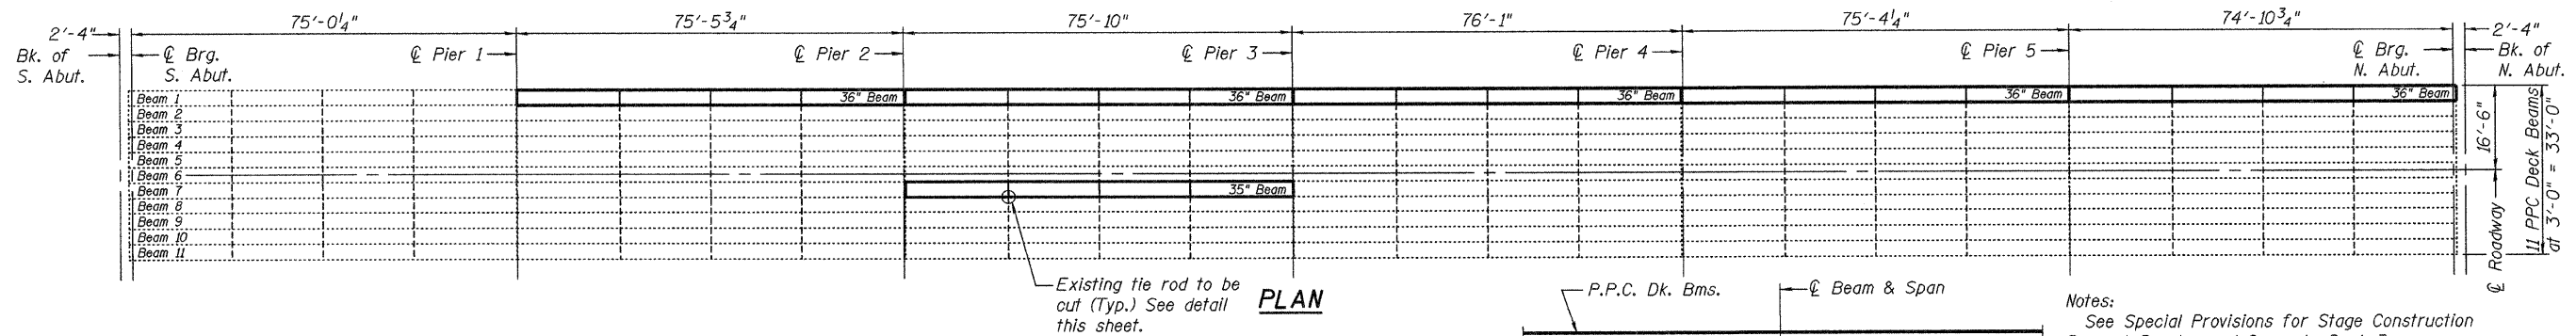 75'-0¼"
75'-5¾"
75'-10"
76'-1"
75'-4¼"
74'-10¾"
2'-4"
2'-4"
Bk. of
S. Abut.
℄ Brg.
S. Abut.
℄ Pier 1
℄ Pier 2
℄ Pier 3
℄ Pier 4
℄ Pier 5
℄ Brg.
N. Abut.
Bk. of
N. Abut.
Beam 1
36" Beam
36" Beam
36" Beam
36" Beam
36" Beam
Beam 2
Beam 3
Beam 4
Beam 5
Beam 6
Beam 7
35" Beam
Beam 8
Beam 9
Beam 10
Beam 11
16'-6"
℄ Roadway
11 PPC Deck Beams
at 3'-0" = 33'-0"
Existing tie rod to be
cut (Typ.) See detail
this sheet.
PLAN
P.P.C. Dk. Bms.
℄ Beam & Span
Notes:
See Special Provisions for Stage Construction